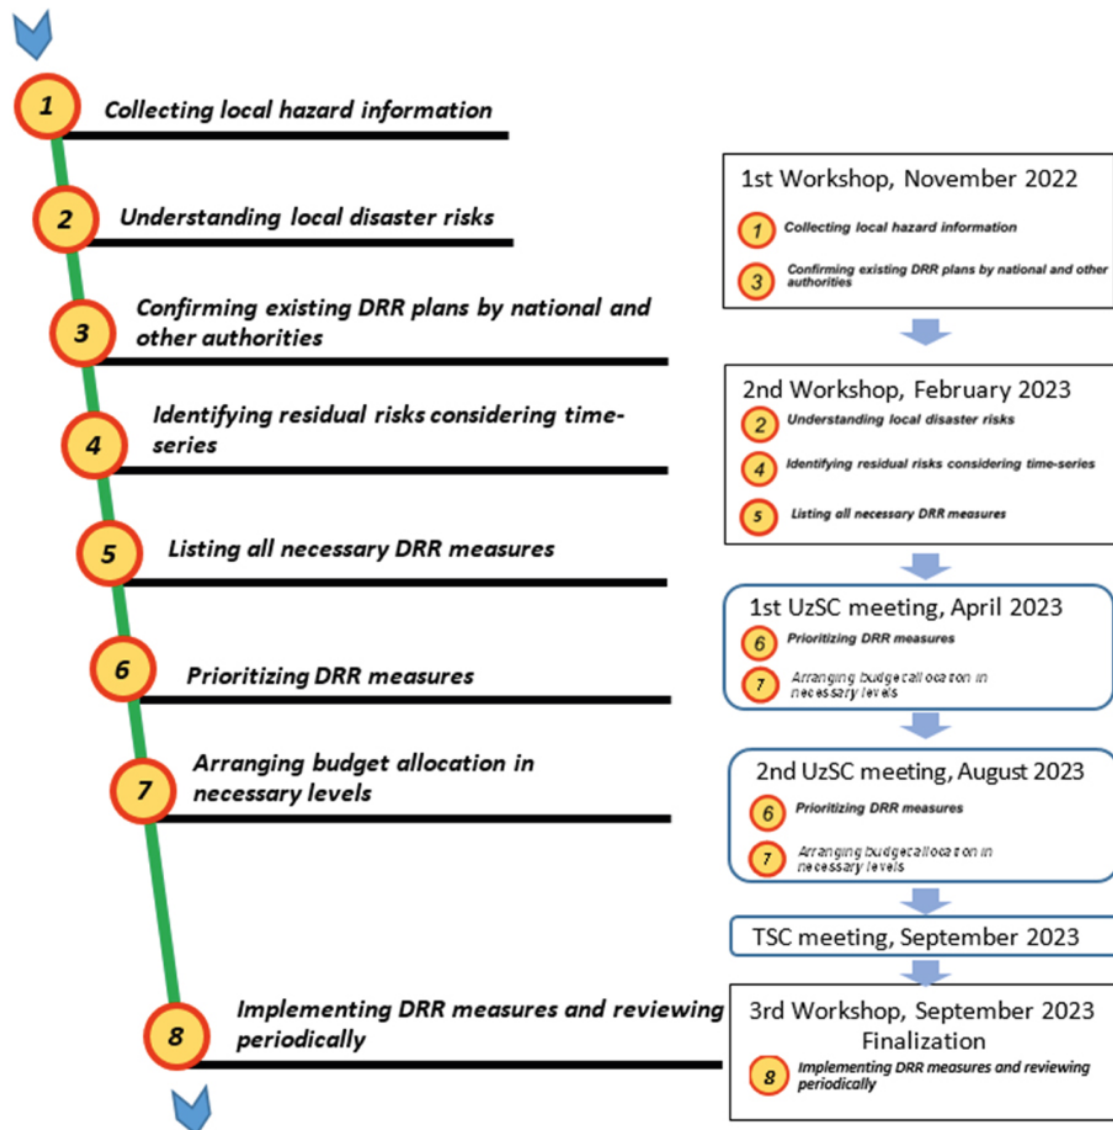 1
Collecting local hazard information
2
Understanding local disaster risks
3
Confirming existing DRR plans by national and
other authorities
4
Identifying residual risks considering time-
series
5
Listing all necessary DRR measures
6
Prioritizing DRR measures
7
Arranging budget allocation in
necessary levels
8
Implementing DRR measures and reviewing
periodically
1st Workshop, November 2022
1 Collecting local hazard information
3 Confirming existing DRR plans by national and other
authorities
2nd Workshop, February 2023
2 Understanding local disaster risks
4 Identifying residual risks considering time-series
5 Listing all necessary DRR measures
1st UzSC meeting, April 2023
6 Prioritizing DRR measures
7 Arranging budget allocation in
necessary levels
2nd UzSC meeting, August 2023
6 Prioritizing DRR measures
7 Arranging budget allocation in
necessary levels
TSC meeting, September 2023
3rd Workshop, September 2023
Finalization
8 Implementing DRR measures and reviewing
periodically